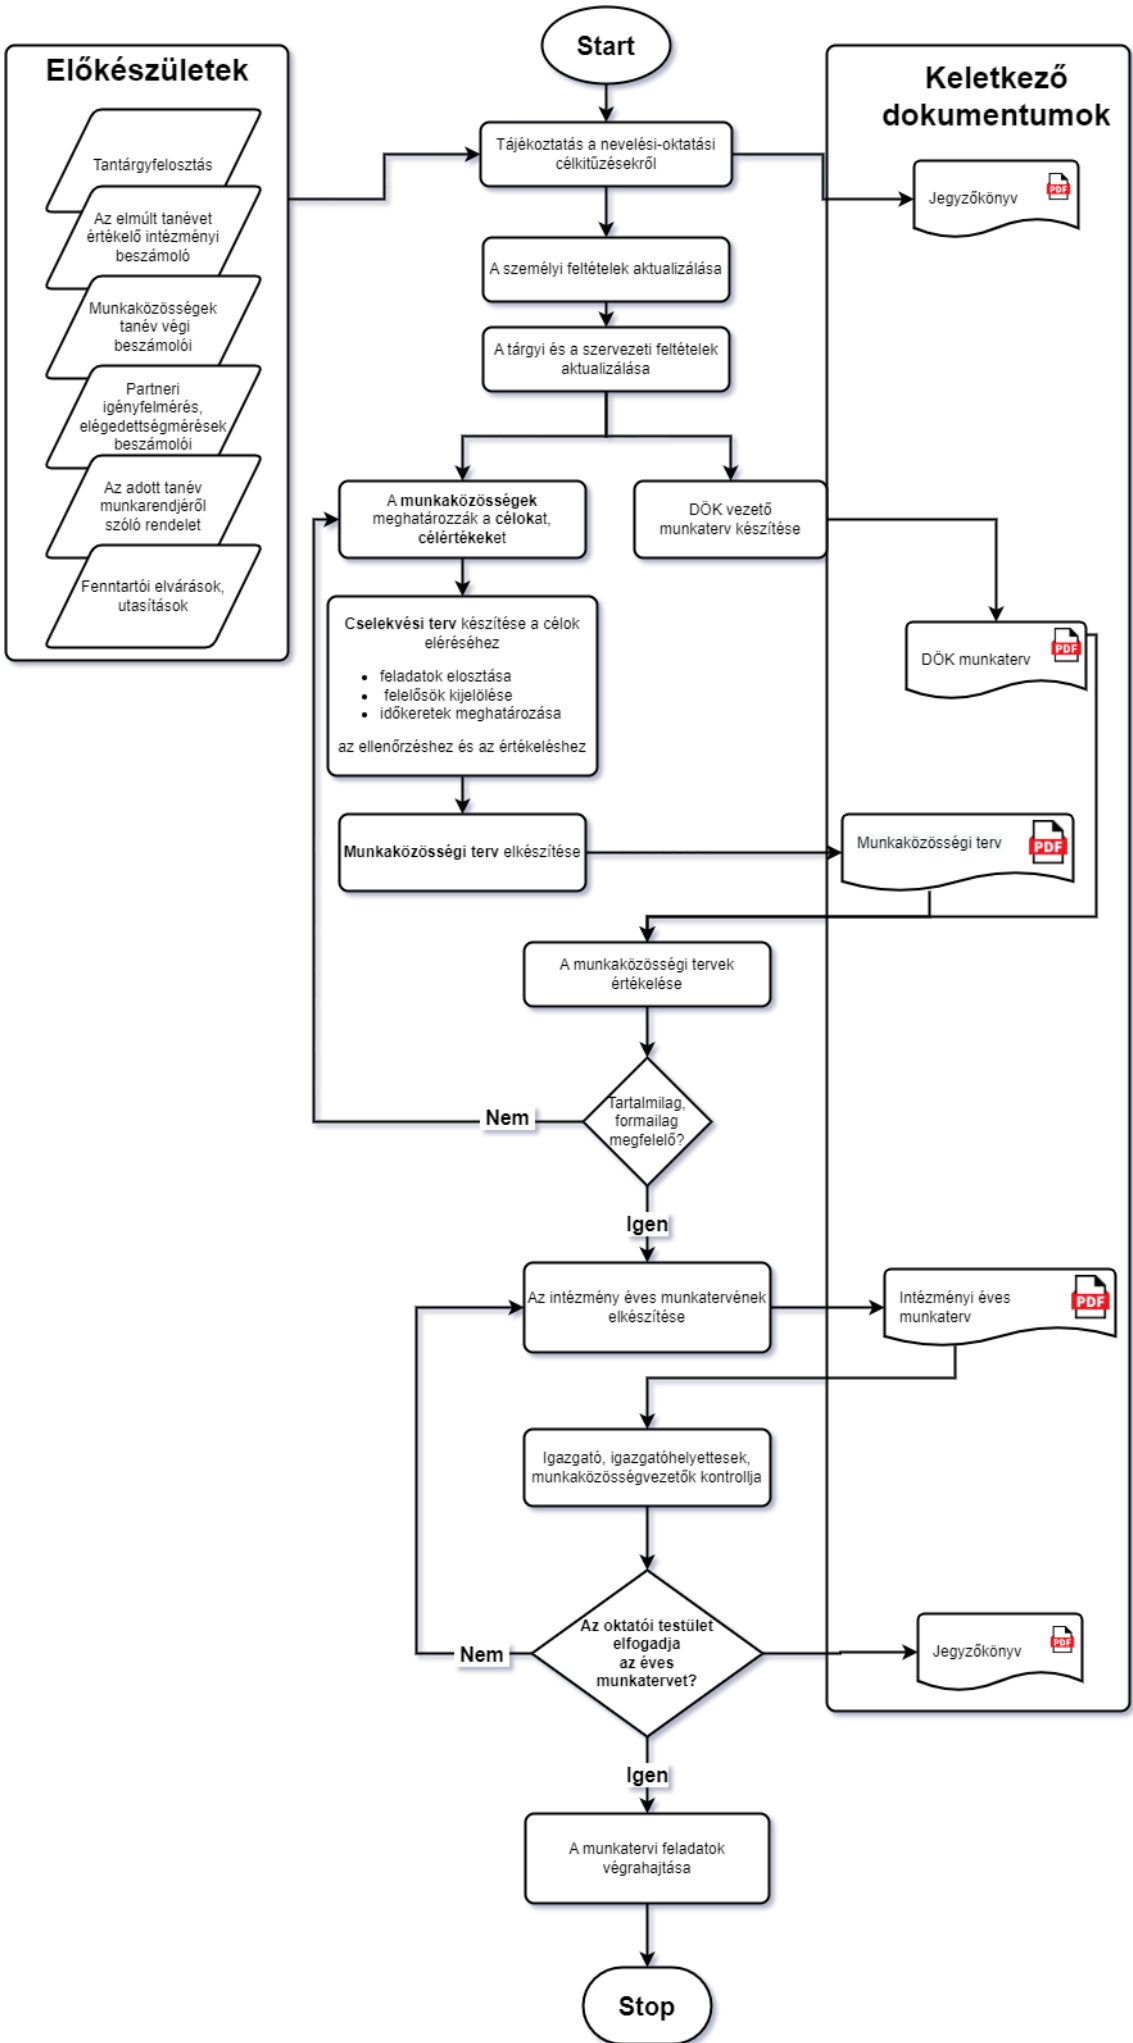 Start
Előkészületek
Tantárgyfelosztás
Az elmúlt tanévet
értékelő intézményi
beszámoló
Munkaközösségek
tanév végi
beszámolói
Partneri
igényfelmérés,
elégedettségmérések
beszámolói
Az adott tanév
munkarendjéről
szóló rendelet
Fenntartói elvárások,
utasítások
Keletkező
dokumentumok
Tájékoztatás a nevelési-oktatási
célkitűzésekről
Jegyzőkönyv
PDF
A személyi feltételek aktualizálása
A tárgyi és a szervezeti feltételek
aktualizálása
A munkaközösségek
meghatározzák a célokat,
célértékeket
DÖK vezető
munkaterv készítése
Cselekvési terv készítése a célok
eléréséhez
• feladatok elosztása
• felelősök kijelölése
• időkeretek meghatározása
az ellenőrzéshez és az értékeléshez
DÖK munkaterv
PDF
Munkaközösségi terv elkészítése
Munkaközösségi terv
PDF
A munkaközösségi tervek
értékelése
Tartalmilag,
formailag
megfelelő?
Nem
Igen
Az intézmény éves munkatervének
elkészítése
Intézményi éves
munkaterv
PDF
Igazgató, igazgatóhelyettesek,
munkaközösségvezetők kontrollja
Az oktatói testület
elfogadja
az éves
munkatervet?
Nem
Jegyzőkönyv
PDF
Igen
A munkatervi feladatok
végrahajtása
Stop